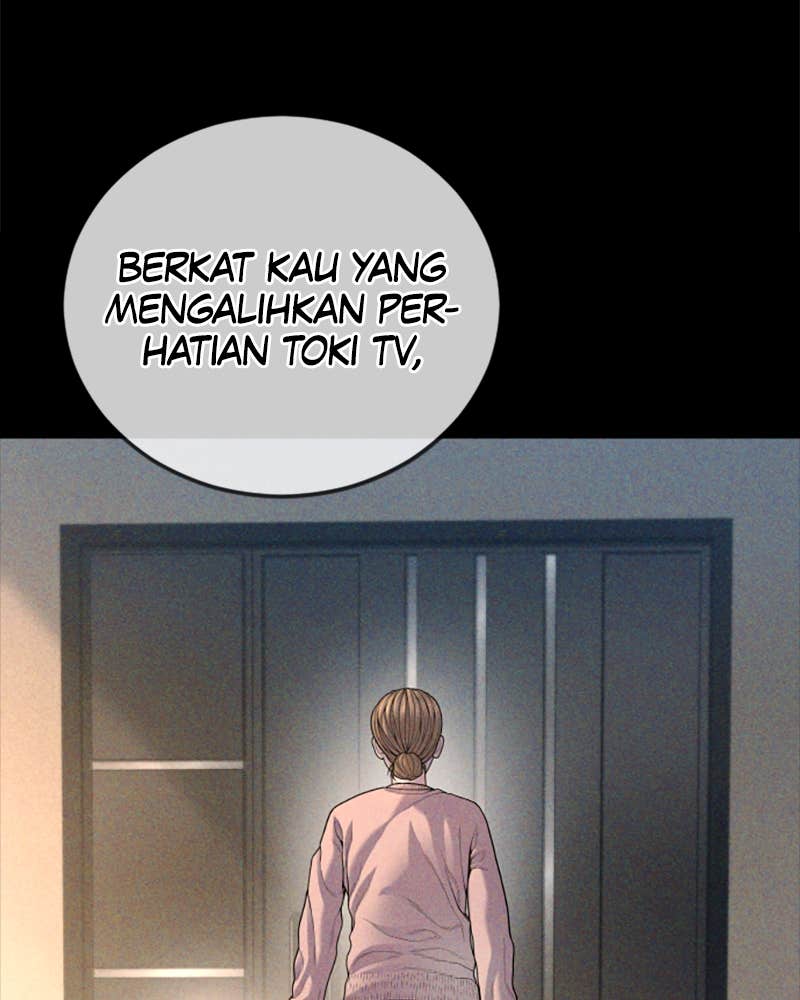 BERKAT KAU YANG
MENGALIHKAN PER-
HATIAN TOKI TV,